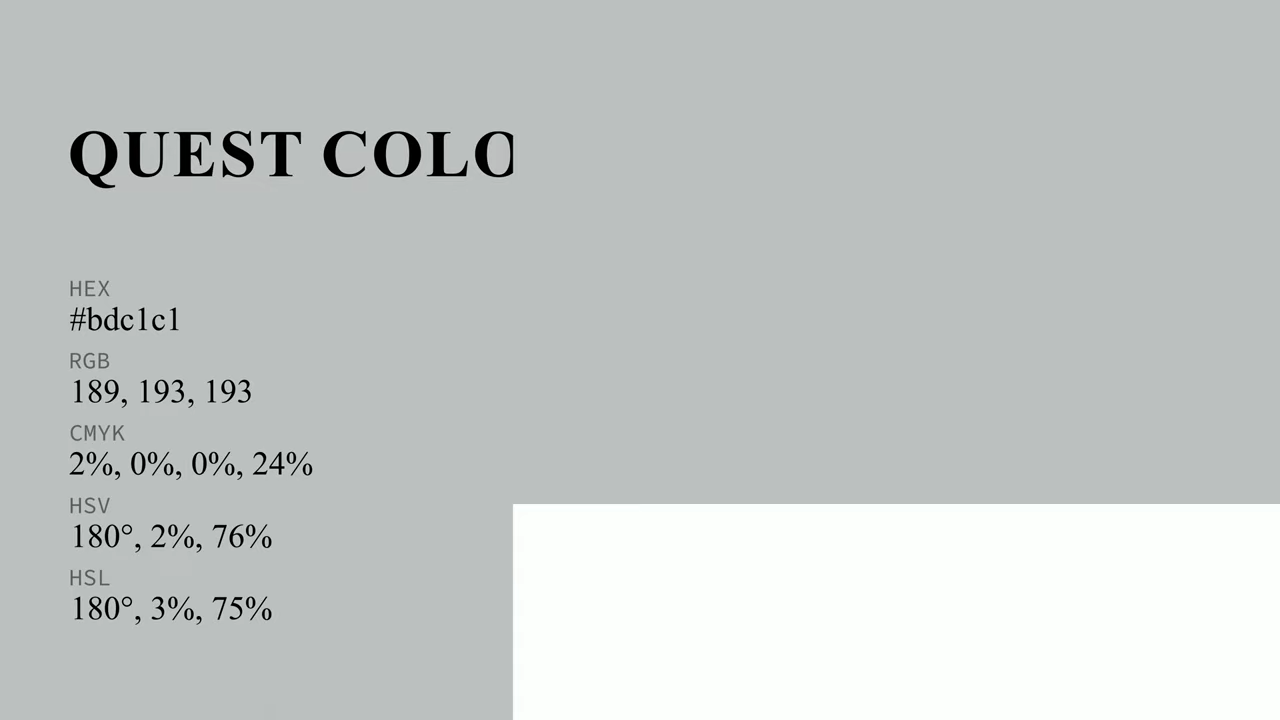 QUEST COLO
HEX
#bdc1c1
RGB
189, 193, 193
CMYK
2%, 0%, 0%, 24%
HSV
180°, 2%, 76%
HSL
180°, 3%, 75%